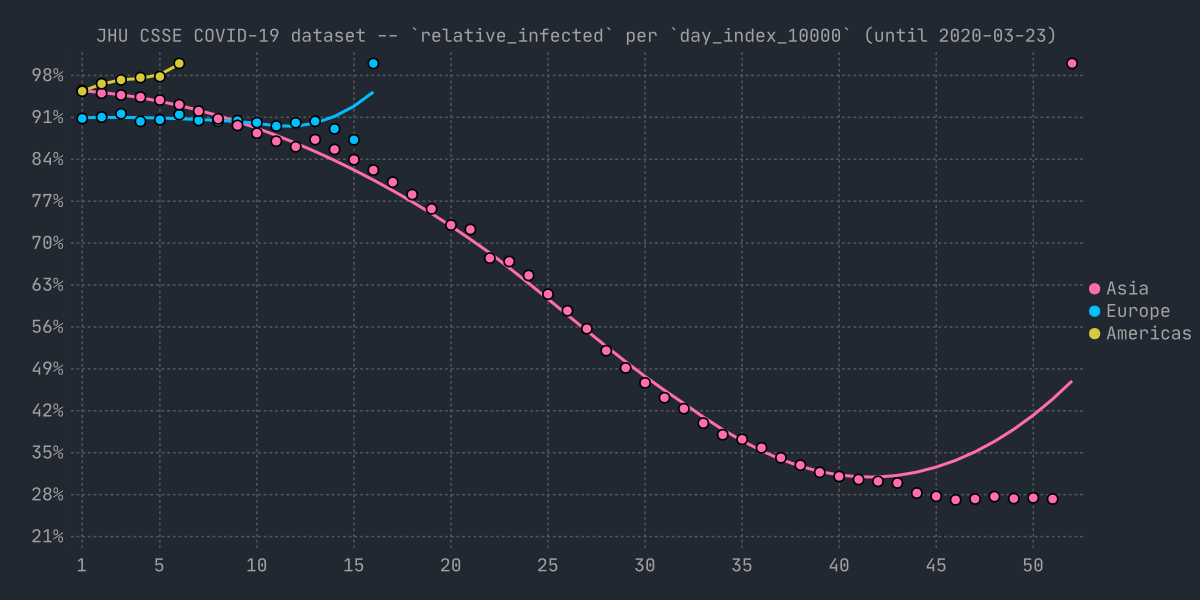 JHU CSSE COVID-19 dataset -- `relative_infected` per `day_index_10000` (until 2020-03-23)
98%
91%
84%
77%
70%
63%
56%
49%
42%
35%
28%
21%
1 5 10 15 20 25 30 35 40 45 50
Asia
Europe
Americas